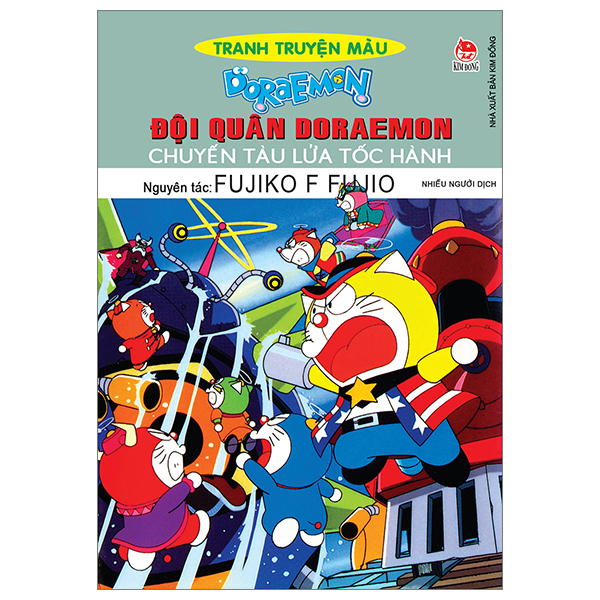 TRANH TRUYỆN MÀU
DORAEMON
KIM ĐỒNG
NHÀ XUẤT BẢN KIM ĐỒNG
ĐỘI QUÂN DORAEMON
CHUYẾN TÀU LỬA TỐC HÀNH
Nguyên tác: FUJIKO F FUJIO
NHIỀU NGƯỜI DỊCH